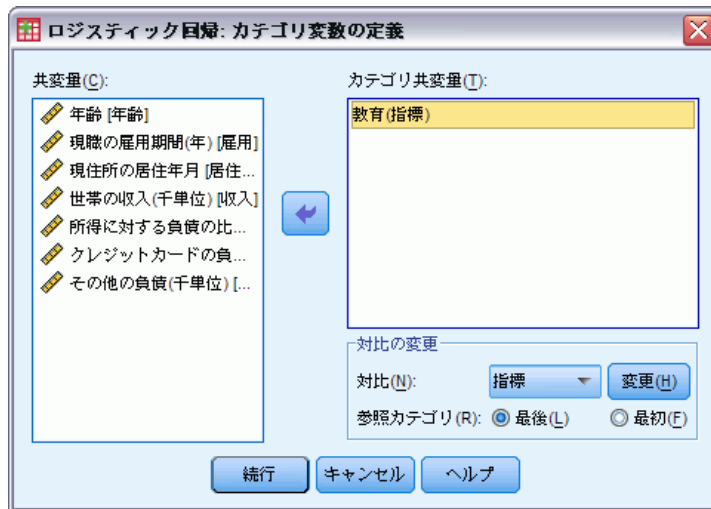 ロジスティック回帰: カテゴリ変数の定義
共変量(C):
年齢 [年齢]
現職の雇用期間(年) [雇用]
現住所の居住年月 [居住...
世帯の収入(千単位) [収入]
所得に対する負債の比...
クレジットカードの負...
その他の負債(千単位) [...
カテゴリ共変量(T):
教育(指標)
対比の変更
対比(N): 指標 変更(H)
参照カテゴリ(R): 最後(L) 最初(F)
続行 キャンセル ヘルプ